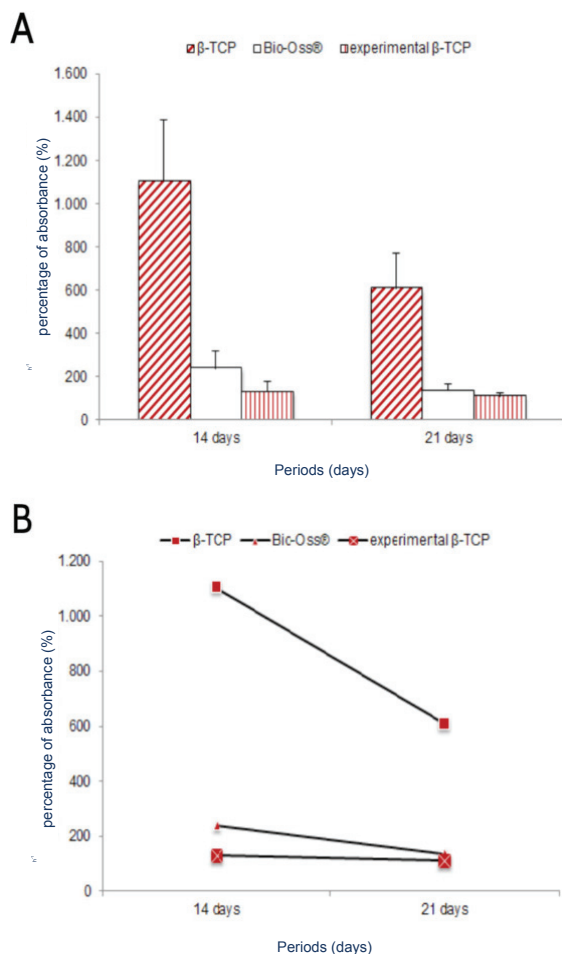 A
β-TCP Bio-Oss® experimental β-TCP
percentage of absorbance (%)
1.600
1.400
1.200
1.000
800
600
400
200
0
14 days 21 days
Periods (days)
B
β-TCP Bio-Oss® experimental β-TCP
percentage of absorbance (%)
1.200
1.000
800
600
400
200
0
14 days 21 days
Periods (days)